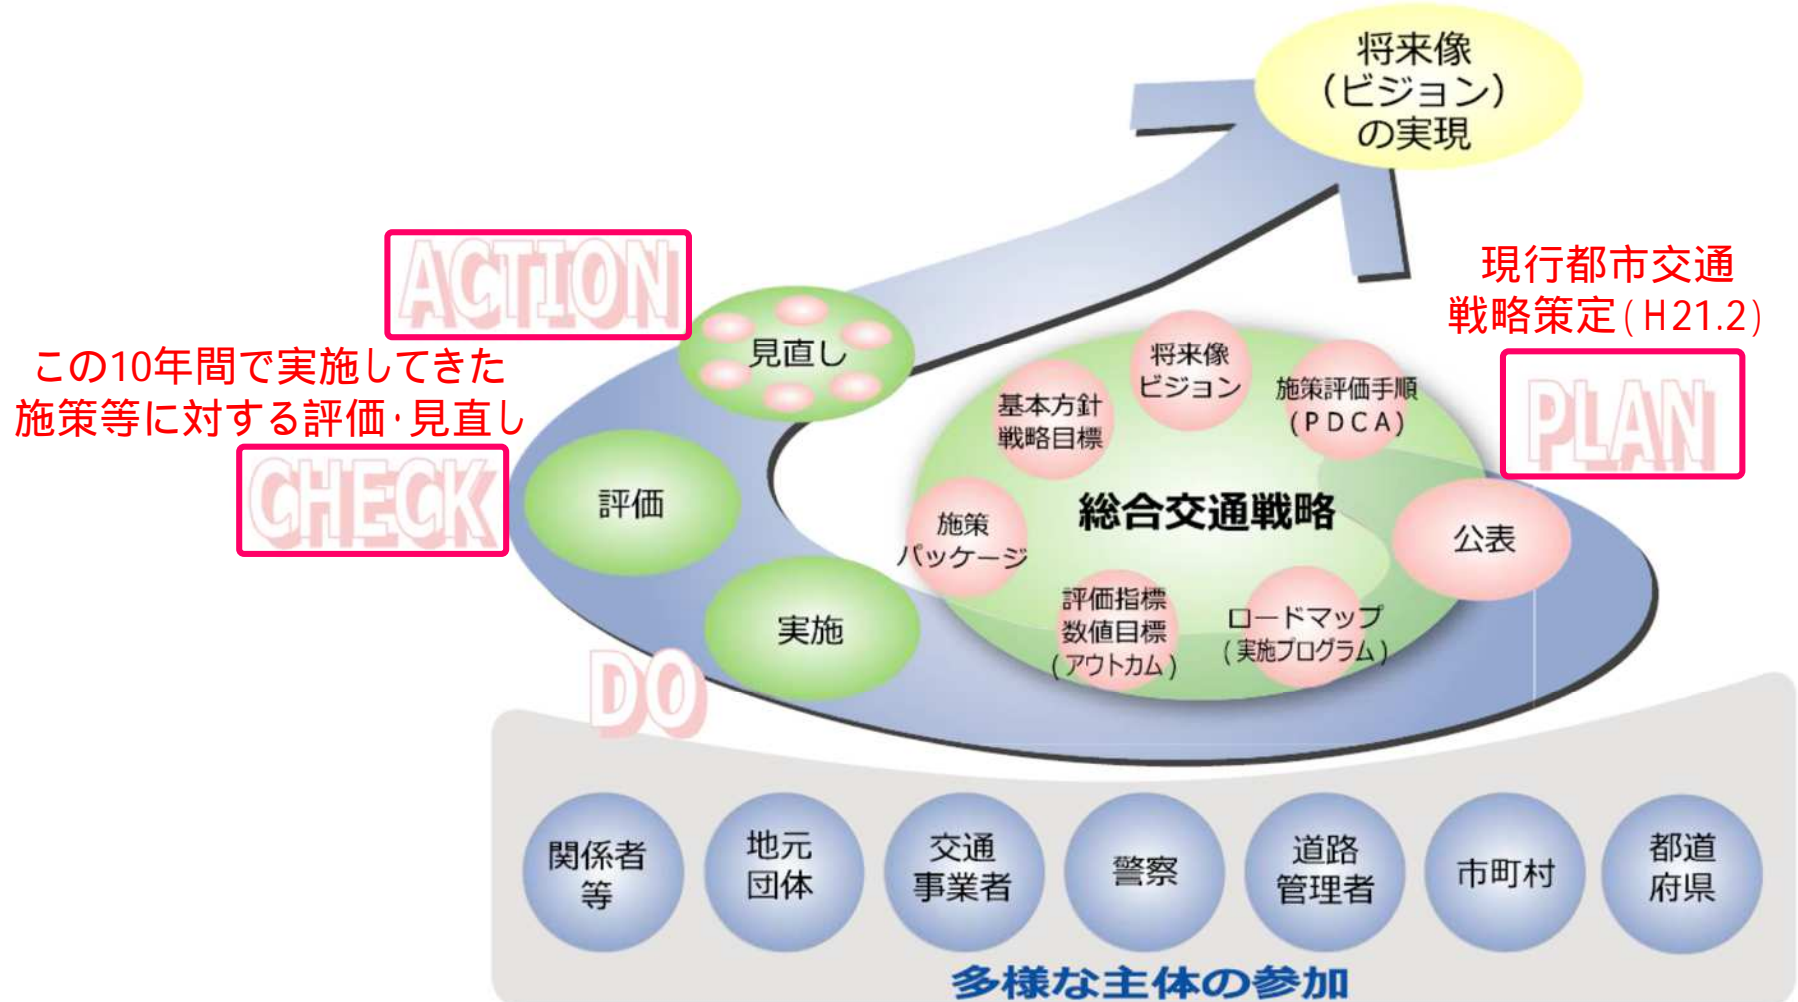 将来像
（ビジョン）
の実現
ACTION
現行都市交通
戦略策定(H21.2)
PLAN
この10年間で実施してきた
施策等に対する評価･見直し
CHECK
見直し
評価
実施
DO
将来像
ビジョン
基本方針
戦略目標
施策評価手順
(ＰＤＣＡ)
総合交通戦略
施策
パッケージ
公表
評価指標
数値目標
(アウトカム)
ロードマップ
(実施プログラム)
関係者
等
地元
団体
交通
事業者
警察
道路
管理者
市町村
都道
府県
多様な主体の参加